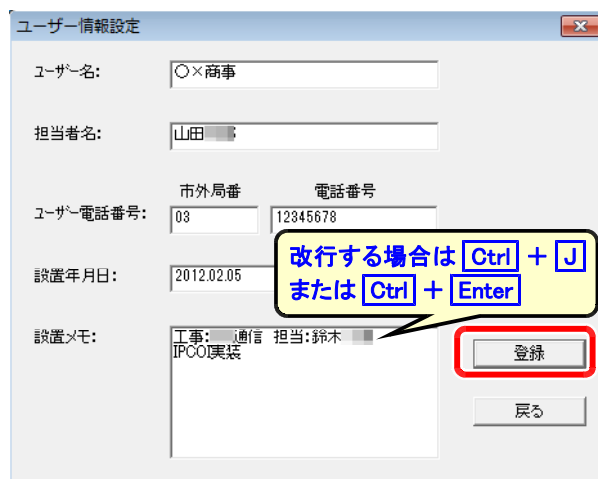 ユーザー情報設定
ユーザー名:
〇×商事
担当者名:
山田
市外局番 電話番号
ユーザー電話番号:
03 12345678
改行する場合は Ctrl + J
または Ctrl + Enter
設置年月日:
2012.02.05
設置メモ:
工事: 通信 担当:鈴木
IPCOI実装
登録
戻る